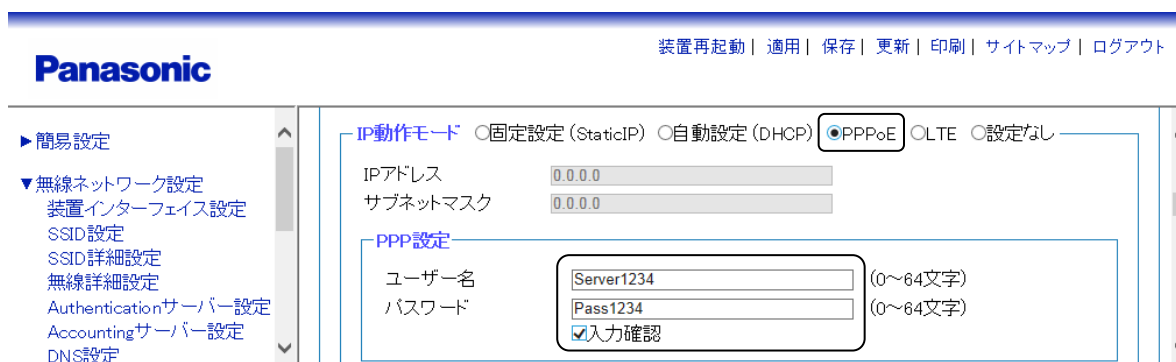 装置再起動| 適用| 保存| 更新| 印刷| サイトマップ| ログアウト
Panasonic
▶簡易設定
▼無線ネットワーク設定
装置インターフェイス設定
SSID設定
SSID詳細設定
無線詳細設定
Authenticationサーバー設定
Accountingサーバー設定
DNS設定
IP動作モード ○固定設定(StaticIP) ○自動設定(DHCP) ◉PPPoE ○LTE ○設定なし
IPアドレス 0.0.0.0
サブネットマスク 0.0.0.0
PPP設定
ユーザー名 Server1234 (0～64文字)
パスワード Pass1234 (0～64文字)
☑入力確認